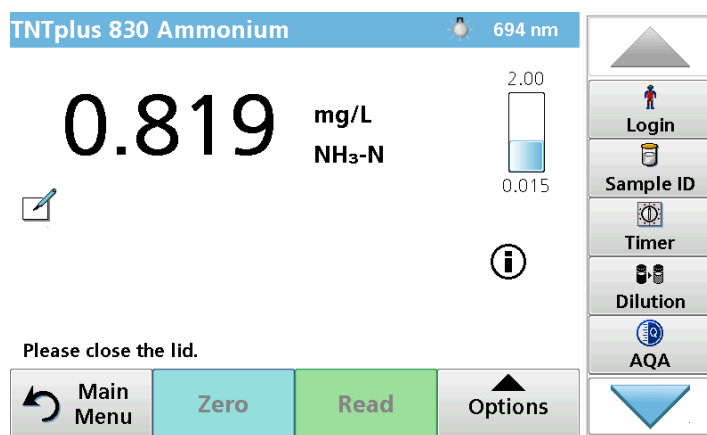 TNTplus 830 Ammonium 694 nm
2.00
0.819 mg/L
NH₃-N
0.015
Please close the lid.
Main Menu
Zero
Read
Options
Login
Sample ID
Timer
Dilution
AQA